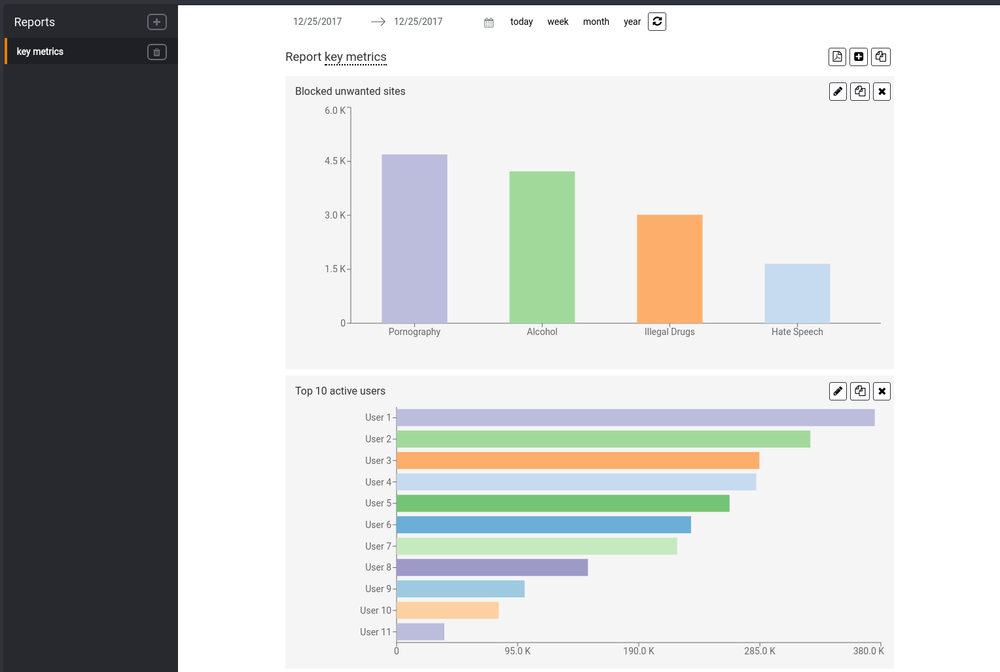 Reports
key metrics
12/25/2017 12/25/2017 today week month year
Report key metrics
Blocked unwanted sites
6.0 K
4.5 K
3.0 K
1.5 K
0
Pornography Alcohol Illegal Drugs Hate Speech
Top 10 active users
User 1
User 2
User 3
User 4
User 5
User 6
User 7
User 8
User 9
User 10
User 11
0 95.0 K 190.0 K 285.0 K 380.0 K